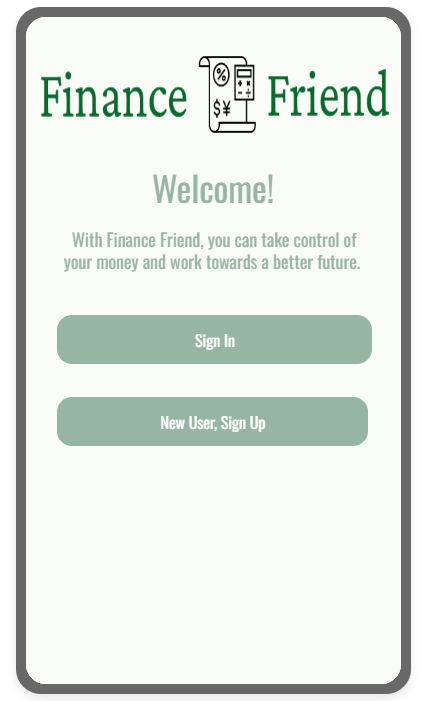 Finance % $¥ Friend
Welcome!
With Finance Friend, you can take control of
your money and work towards a better future.
Sign In
New User, Sign Up